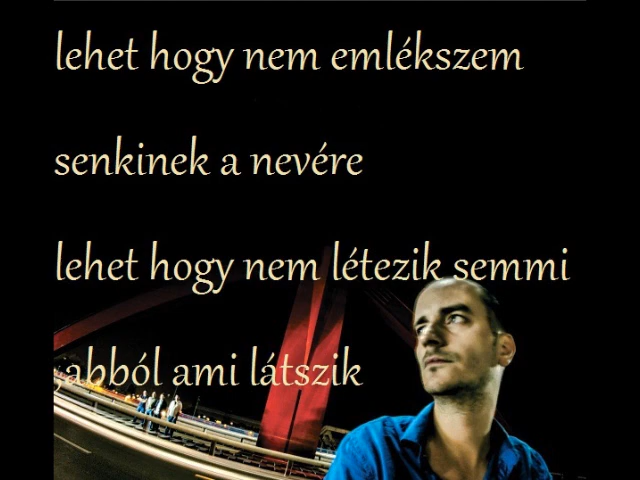 lehet hogy nem emlékszem
senkinek a nevére
lehet hogy nem létezik semmi
,abból ami látszik